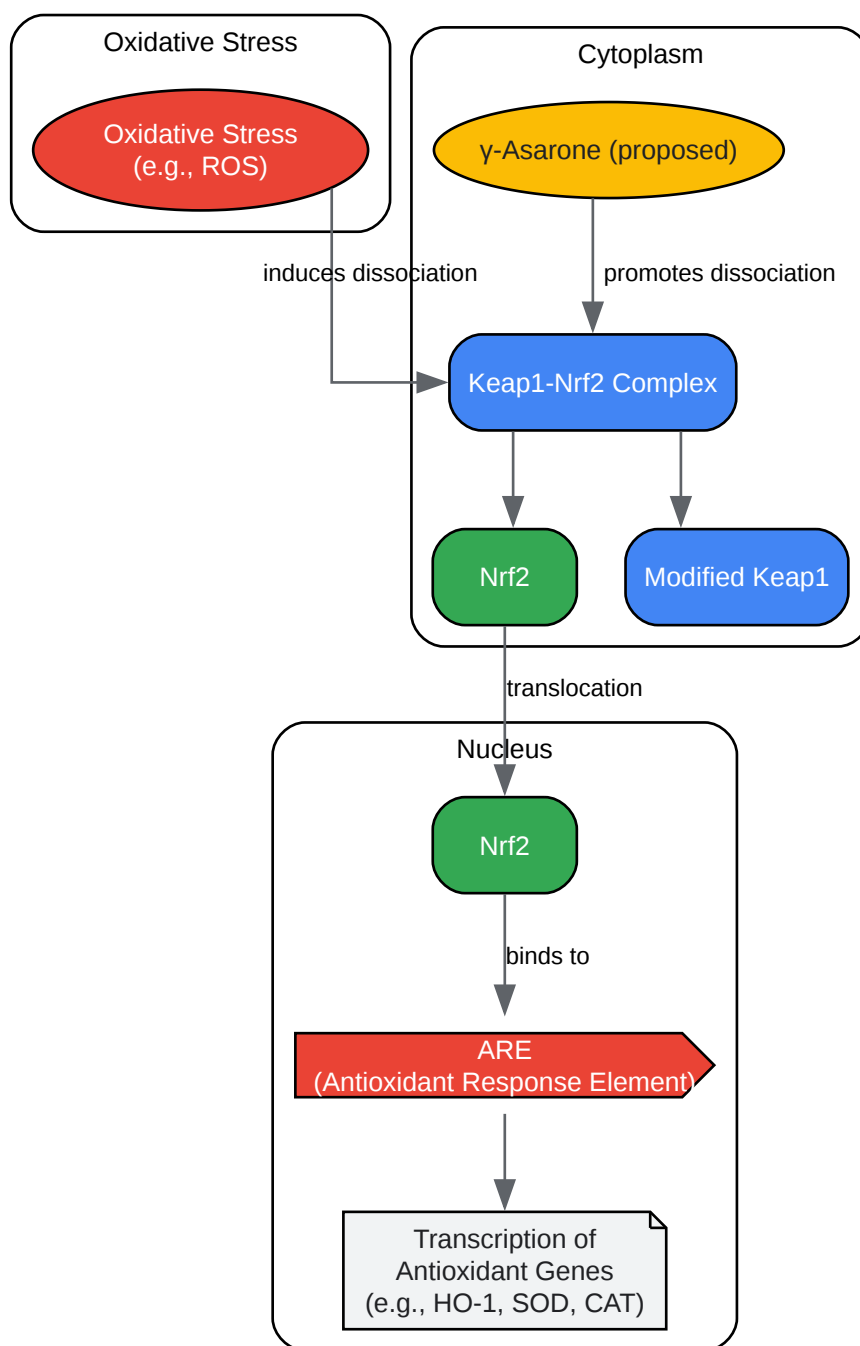 Oxidative Stress
Cytoplasm
Oxidative Stress
(e.g., ROS)
γ-Asarone (proposed)
induces dissociation
promotes dissociation
Keap1-Nrf2 Complex
Nrf2
Modified Keap1
translocation
Nucleus
Nrf2
binds to
ARE
(Antioxidant Response Element)
Transcription of
Antioxidant Genes
(e.g., HO-1, SOD, CAT)